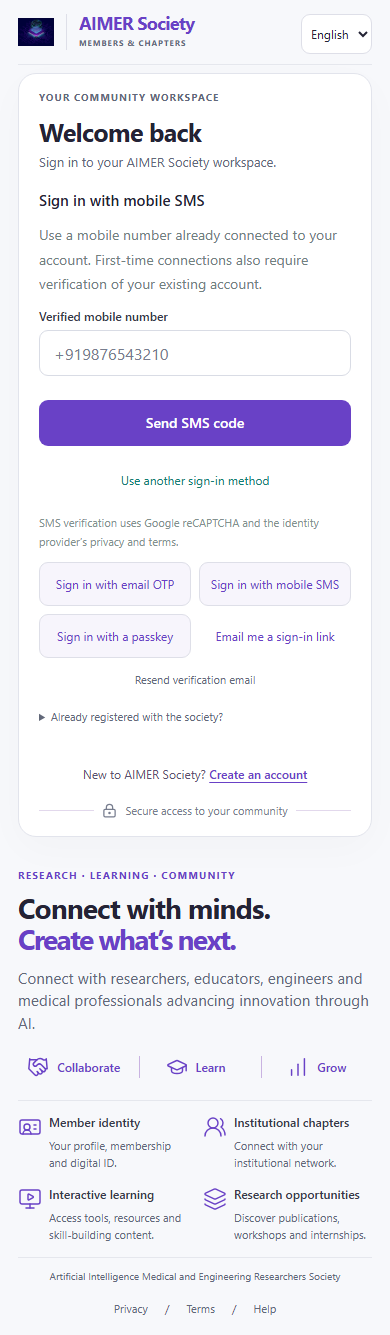 AIMER Society
MEMBERS & CHAPTERS
English
YOUR COMMUNITY WORKSPACE
Welcome back
Sign in to your AIMER Society workspace.
Sign in with mobile SMS
Use a mobile number already connected to your
account. First-time connections also require
verification of your existing account.
Verified mobile number
+919876543210
Send SMS code
Use another sign-in method
SMS verification uses Google reCAPTCHA and the identity
provider's privacy and terms.
Sign in with email OTP
Sign in with mobile SMS
Sign in with a passkey
Email me a sign-in link
Resend verification email
Already registered with the society?
New to AIMER Society? Create an account
Secure access to your community
RESEARCH · LEARNING · COMMUNITY
Connect with minds.
Create what's next.
Connect with researchers, educators, engineers and
medical professionals advancing innovation through
AI.
Collaborate
Learn
Grow
Member identity
Your profile, membership
and digital ID.
Institutional chapters
Connect with your
institutional network.
Interactive learning
Access tools, resources and
skill-building content.
Research opportunities
Discover publications,
workshops and internships.
Artificial Intelligence Medical and Engineering Researchers Society
Privacy / Terms / Help